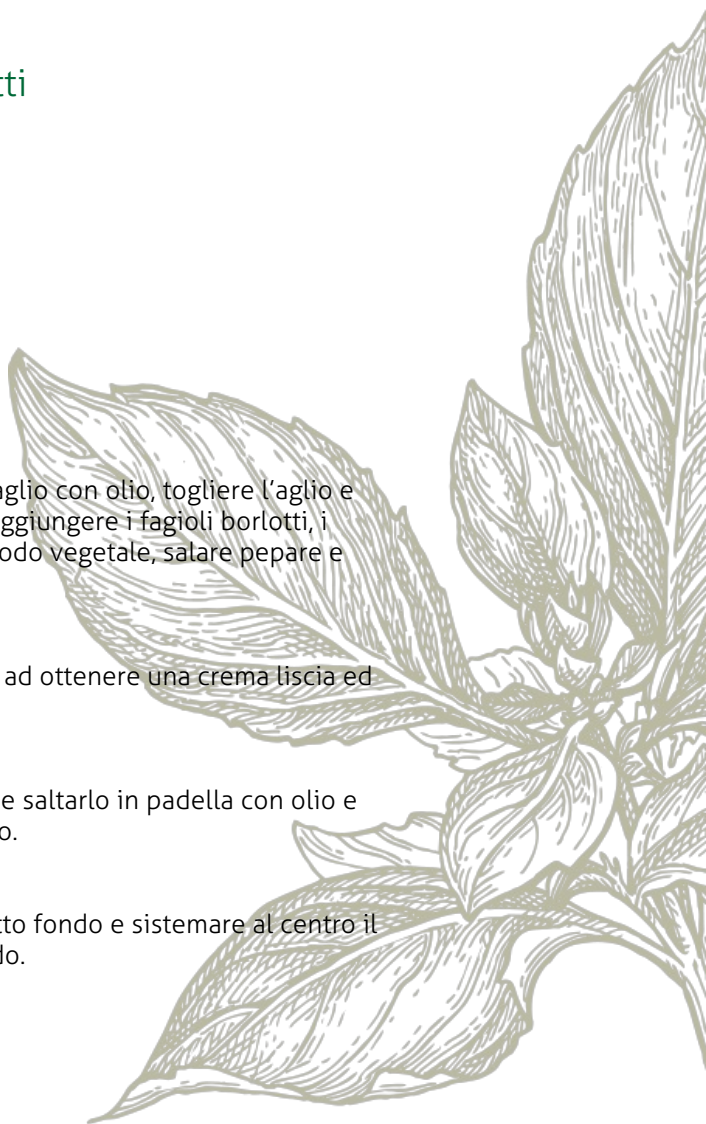 tti
aglio con olio, togliere l'aglio e
ggiungere i fagioli borlotti, i
odo vegetale, salare pepare e
ad ottenere una crema liscia ed
e saltarlo in padella con olio e
o.
tto fondo e sistemare al centro il
do.